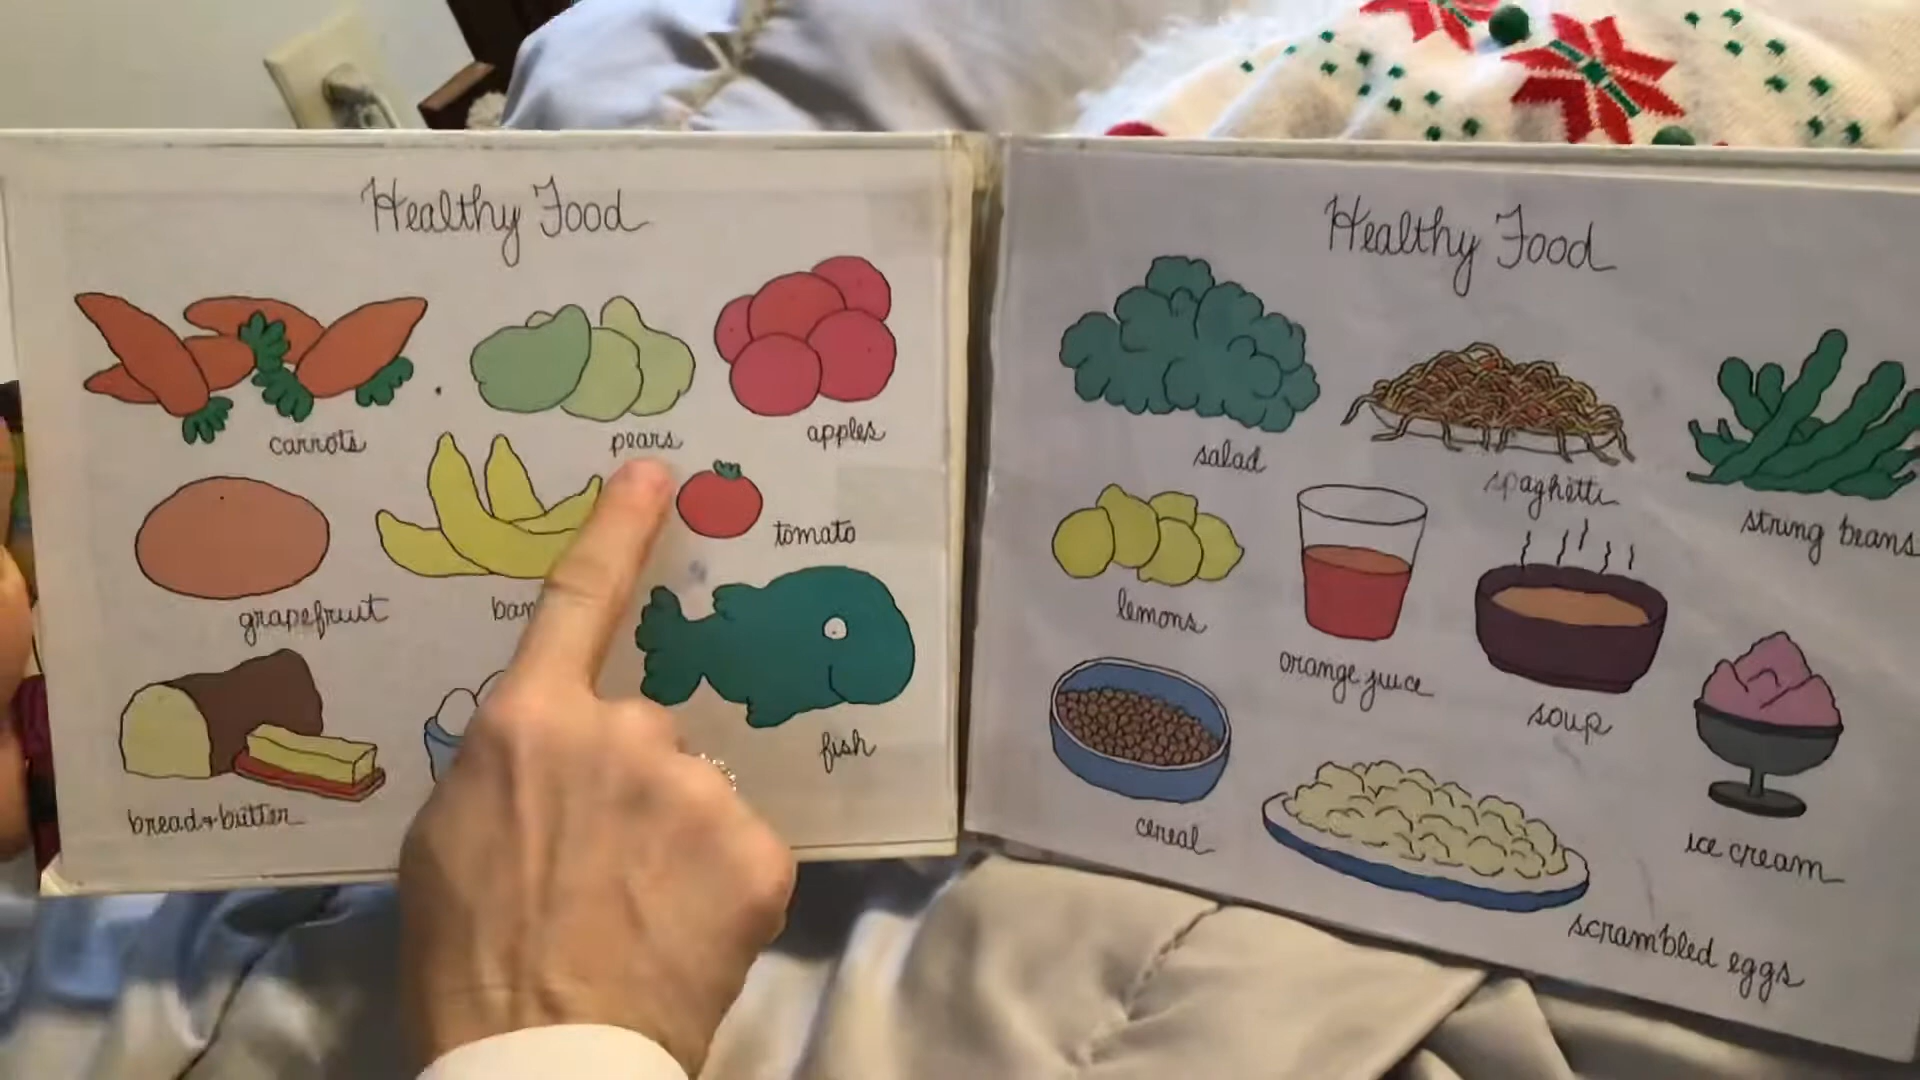 Healthy Food
carrots
pears
apples
grapefruit
tomato
bread + butter
fish
Healthy Food
salad
spaghetti
string beans
lemons
orange juice
soup
cereal
ice cream
scrambled eggs